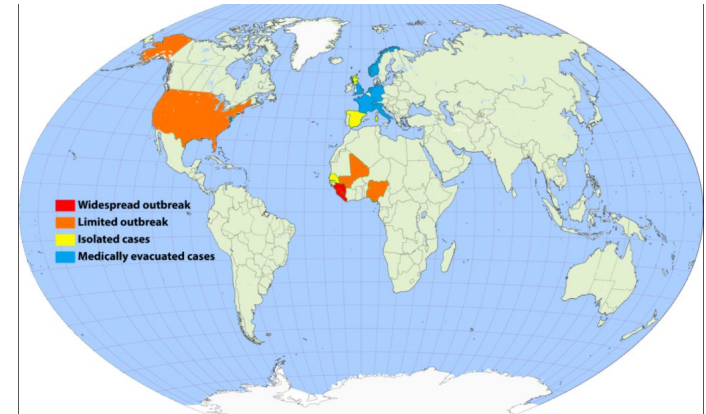 Widespread outbreak
Limited outbreak
Isolated cases
Medically evacuated cases